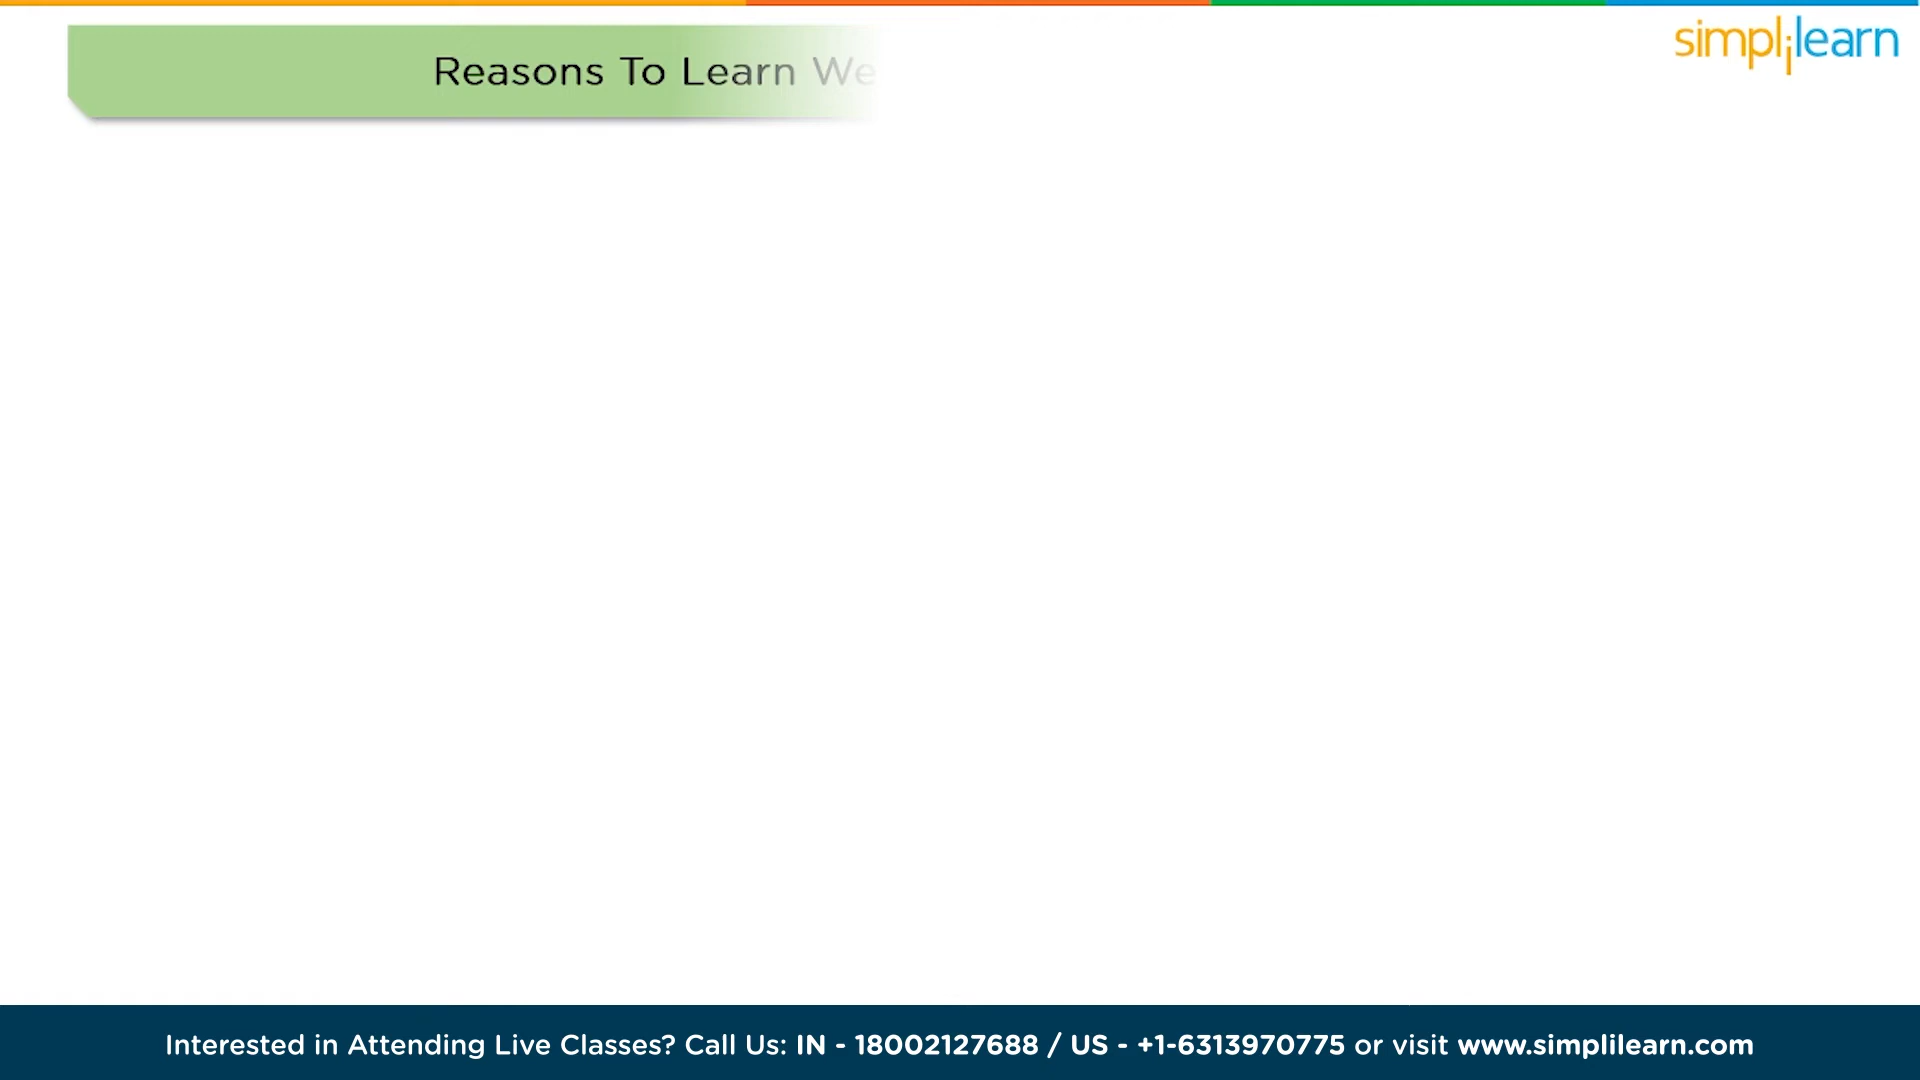 Reasons To Learn We
simplilearn
Interested in Attending Live Classes? Call Us: IN - 18002127688 / US - +1-6313970775 or visit www.simplilearn.com